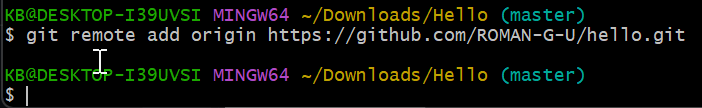 KB@DESKTOP-I39UVSI MINGW64 ~/Downloads/Hello (master)
$ git remote add origin https://github.com/ROMAN-G-U/hello.git
KB@DESKTOP-I39UVSI MINGW64 ~/Downloads/Hello (master)
$